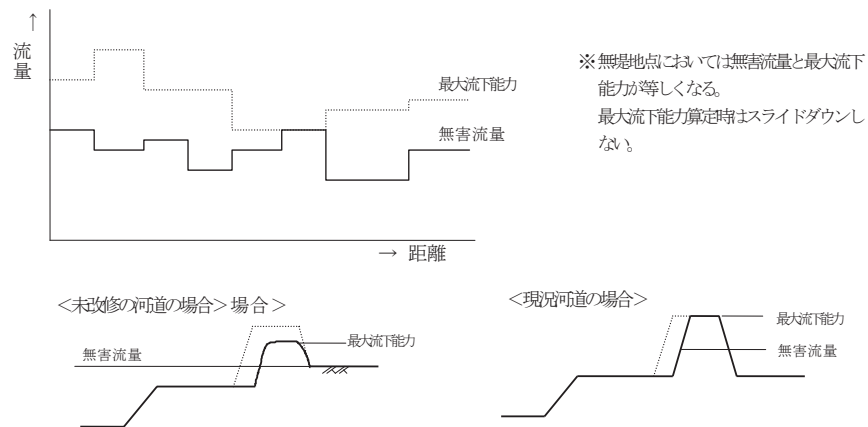 ↑
流量
最大流下能力
無害流量
→ 距離
※無堤地点においては無害流量と最大流下
能力が等しくなる。
最大流下能力算定時はスライドダウンし
ない。
＜未改修の河道の場合＞場合＞
最大流下能力
無害流量
＜現況河道の場合＞
最大流下能力
無害流量